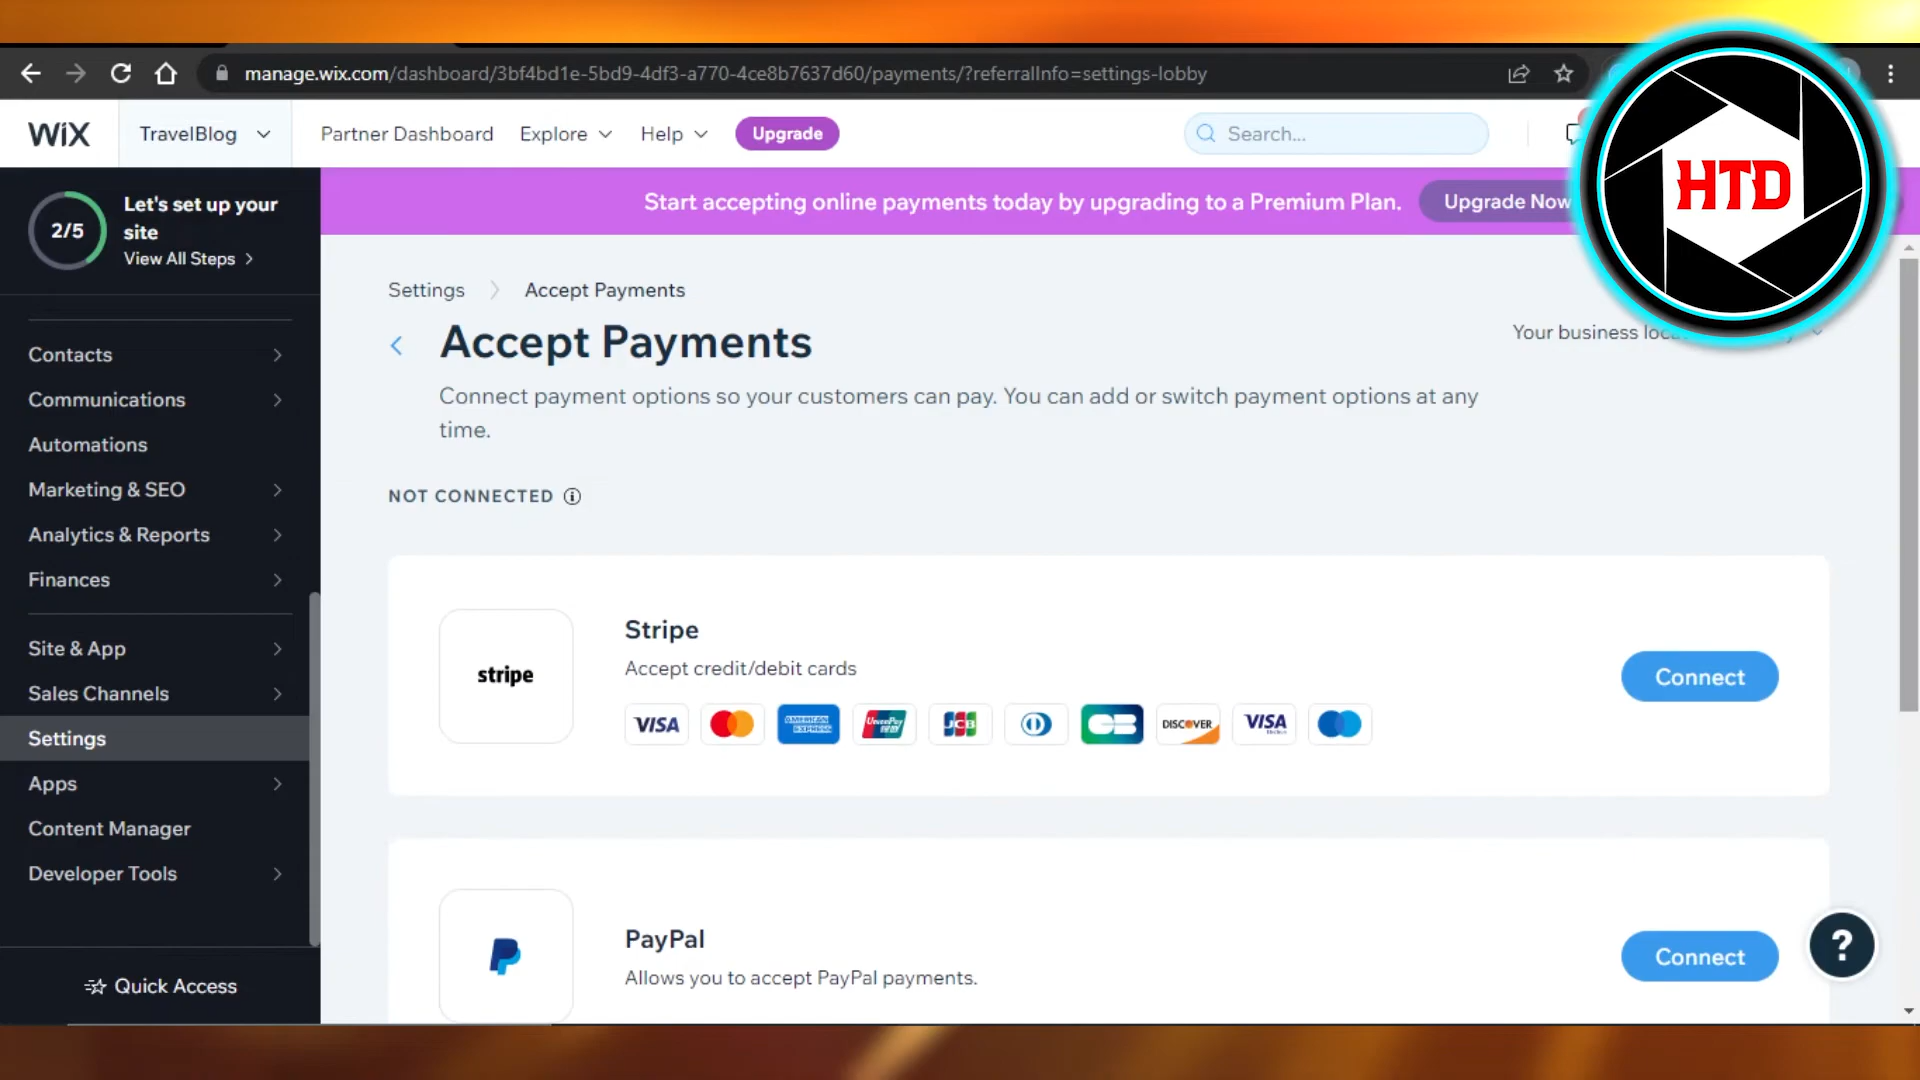 manage.wix.com/dashboard/3bf4bd1e-5bd9-4df3-a770-4ce8b7637d60/payments/?referralInfo=settings-lobby
WiX
TravelBlog
Partner Dashboard
Explore
Help
Upgrade
Search...
HTD
2/5
Let's set up your
site
View All Steps
Start accepting online payments today by upgrading to a Premium Plan.
Upgrade Now
Contacts
Communications
Automations
Marketing & SEO
Analytics & Reports
Finances
Site & App
Sales Channels
Settings
Apps
Content Manager
Developer Tools
Quick Access
Settings
Accept Payments
Accept Payments
Your business
Connect payment options so your customers can pay. You can add or switch payment options at any
time.
NOT CONNECTED
stripe
Stripe
Accept credit/debit cards
VISA
AMERICAN
EXPRESS
UnionPay
JCB
DISCOVER
VISA
Connect
PayPal
Allows you to accept PayPal payments.
Connect
?